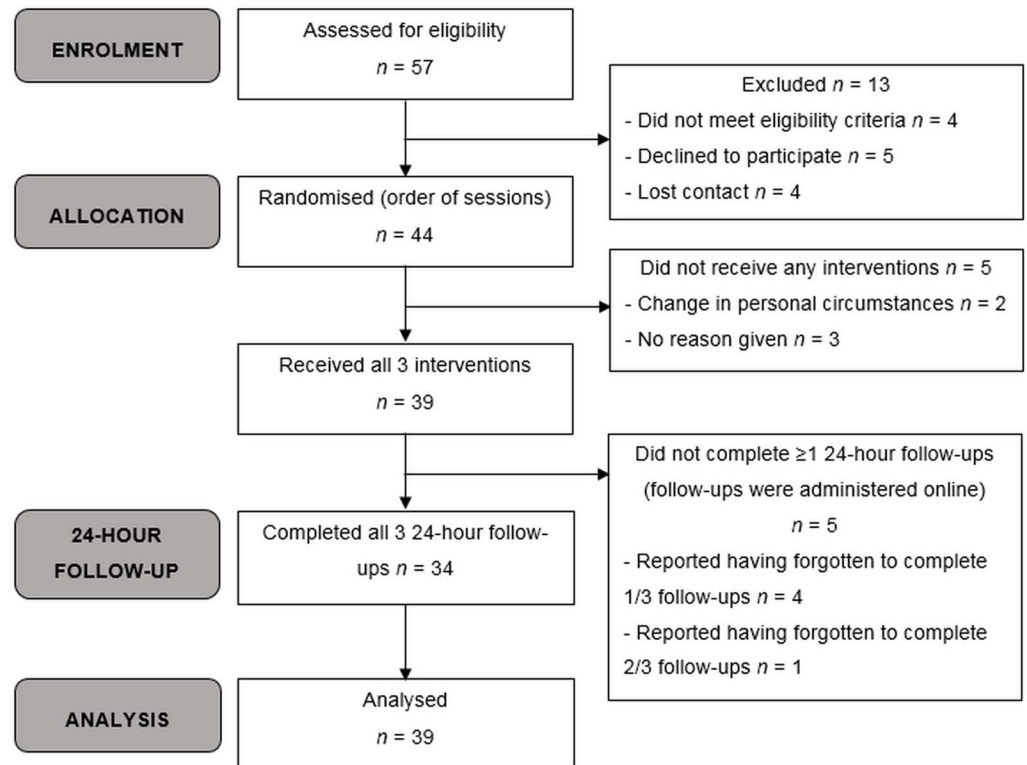 ENROLMENT
Assessed for eligibility
n = 57
Excluded n = 13
- Did not meet eligibility criteria n = 4
- Declined to participate n = 5
- Lost contact n = 4
ALLOCATION
Randomised (order of sessions)
n = 44
Did not receive any interventions n = 5
- Change in personal circumstances n = 2
- No reason given n = 3
Received all 3 interventions
n = 39
Did not complete ≥1 24-hour follow-ups
(follow-ups were administered online)
n = 5
- Reported having forgotten to complete
1/3 follow-ups n = 4
- Reported having forgotten to complete
2/3 follow-ups n = 1
24-HOUR
FOLLOW-UP
Completed all 3 24-hour follow-
ups n = 34
ANALYSIS
Analysed
n = 39